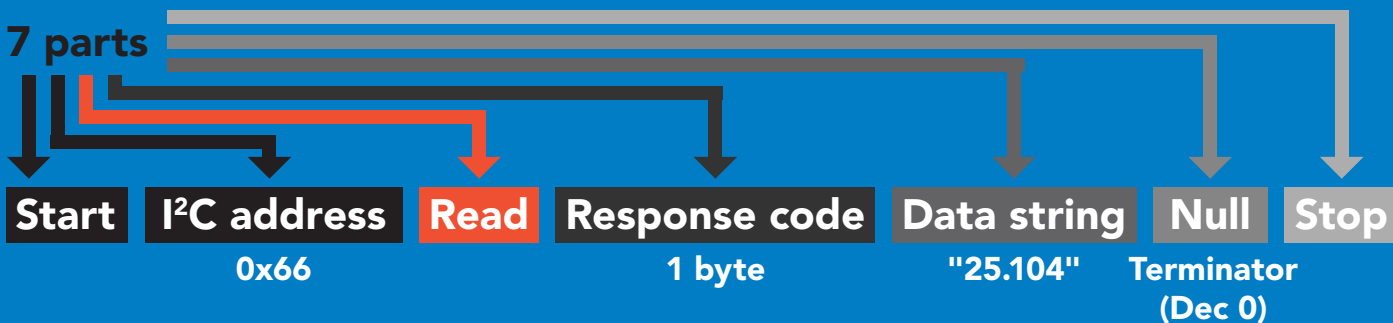 7 parts
Start I²C address Read Response code Data string Null Stop
0x66 1 byte "25.104" Terminator
(Dec 0)